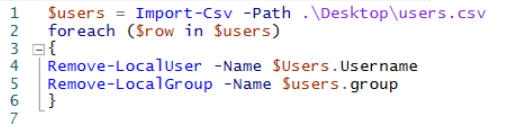 1 $users = Import-Csv -Path .\Desktop\users.csv
2 foreach ($row in $users)
3 {
4 Remove-LocalUser -Name $Users.Username
5 Remove-LocalGroup -Name $users.group
6 }
7